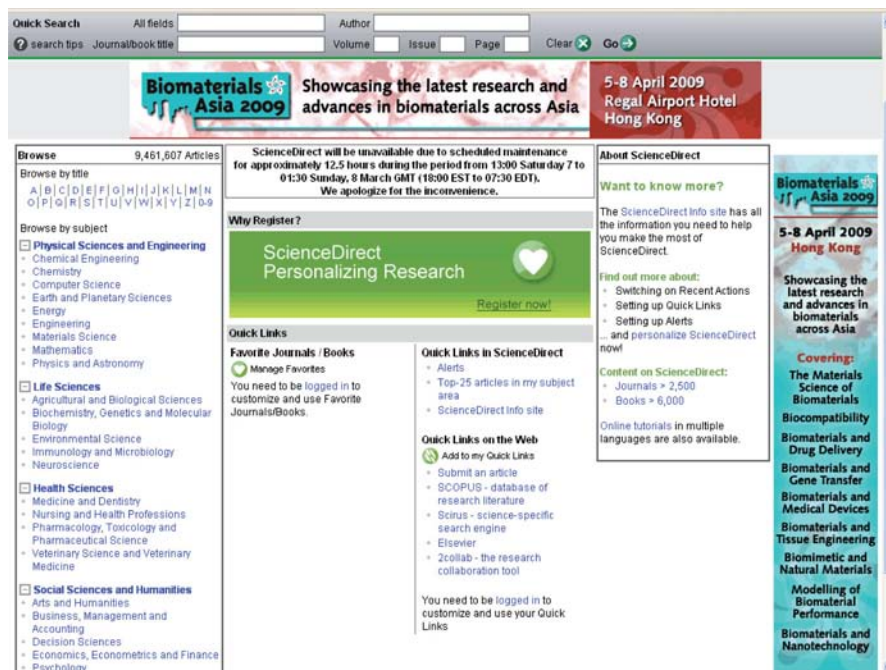 Quick Search All fields Author
? search tips Journal/book title Volume Issue Page Clear Go
Biomaterials Asia 2009
Showcasing the latest research and
advances in biomaterials across Asia
5-8 April 2009
Regal Airport Hotel
Hong Kong
Browse 9,461,607 Articles
Browse by title
A|B|C|D|E|F|G|H|I|J|K|L|M|N
O|P|Q|R|S|T|U|V|W|X|Y|Z|0-9
Browse by subject
Physical Sciences and Engineering
Chemical Engineering
Chemistry
Computer Science
Earth and Planetary Sciences
Energy
Engineering
Materials Science
Mathematics
Physics and Astronomy
Life Sciences
Agricultural and Biological Sciences
Biochemistry, Genetics and Molecular
Biology
Environmental Science
Immunology and Microbiology
Neuroscience
Health Sciences
Medicine and Dentistry
Nursing and Health Professions
Pharmacology, Toxicology and
Pharmaceutical Science
Veterinary Science and Veterinary
Medicine
Social Sciences and Humanities
Arts and Humanities
Business, Management and
Accounting
Decision Sciences
Economics, Econometrics and Finance
Psychology
ScienceDirect will be unavailable due to scheduled maintenance
for approximately 12.5 hours during the period from 13:00 Saturday 7 to
01:30 Sunday, 8 March GMT (18:00 EST to 07:30 EDT).
We apologize for the inconvenience.
Why Register?
ScienceDirect
Personalizing Research
Register now!
Quick Links
Favorite Journals / Books
Manage Favorites
You need to be logged in to
customize and use Favorite
Journals/Books.
Quick Links in ScienceDirect
Alerts
Top-25 articles in my subject
area
ScienceDirect Info site
Quick Links on the Web
Add to my Quick Links
Submit an article
SCOPUS - database of
research literature
Scirus - science-specific
search engine
Elsevier
2collab - the research
collaboration tool
You need to be logged in to
customize and use your Quick
Links
About ScienceDirect
Want to know more?
The ScienceDirect Info site has all
the information you need to help
you make the most of
ScienceDirect.
Find out more about:
Switching on Recent Actions
Setting up Quick Links
Setting up Alerts
... and personalize ScienceDirect
now!
Content on ScienceDirect:
Journals > 2,500
Books > 6,000
Online tutorials in multiple
languages are also available.
Biomaterials
Asia 2009
5-8 April 2009
Hong Kong
Showcasing the
latest research
and advances in
biomaterials
across Asia
Covering:
The Materials
Science of
Biomaterials
Biocompatibility
Biomaterials and
Drug Delivery
Biomaterials and
Gene Transfer
Biomaterials and
Medical Devices
Biomaterials and
Tissue Engineering
Biomimetic and
Natural Materials
Modelling of
Biomaterial
Performance
Biomaterials and
Nanotechnology